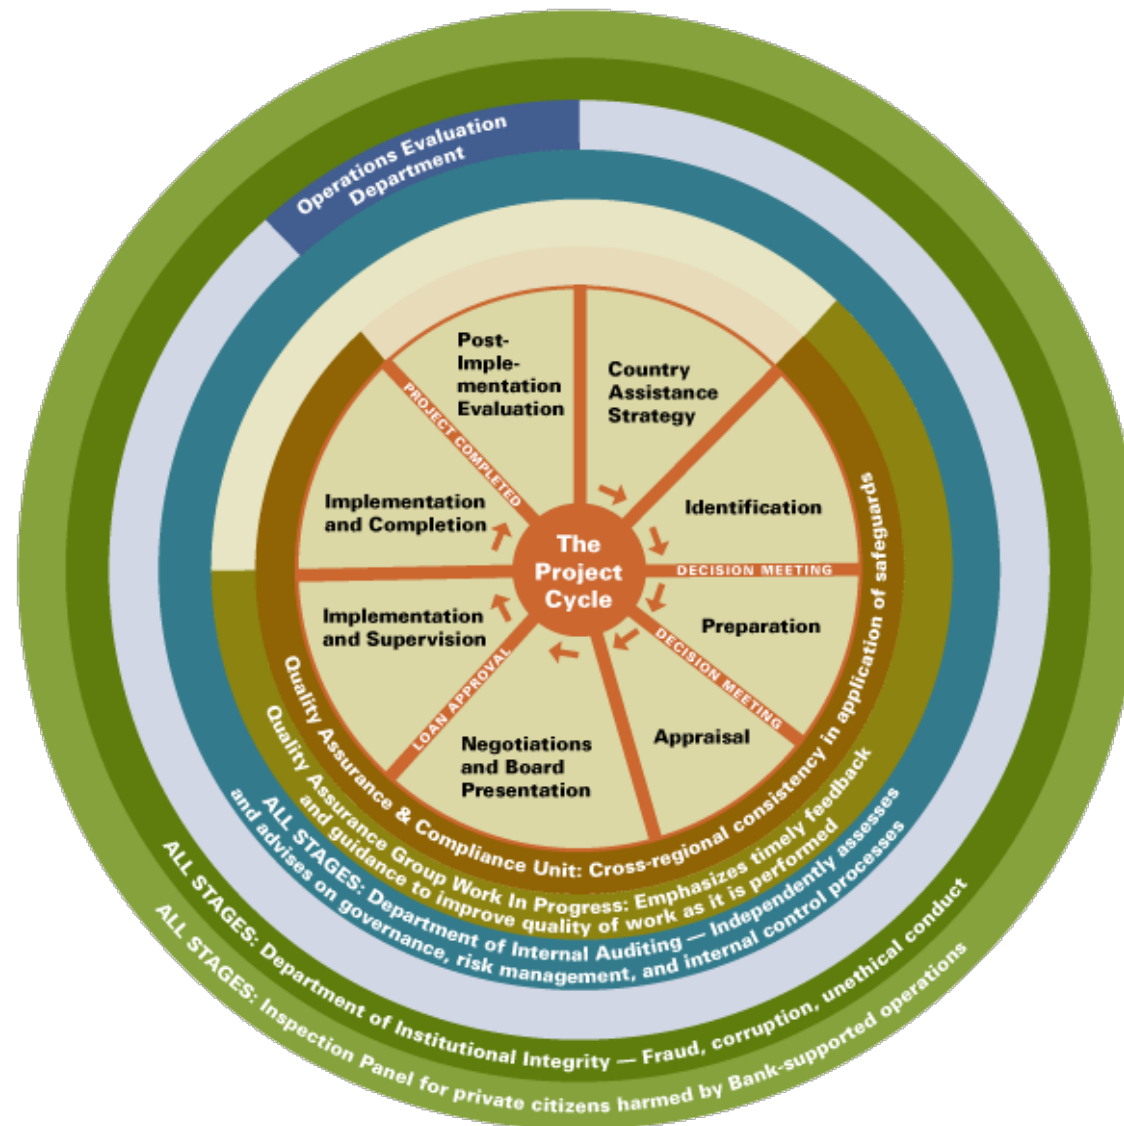 Operations Evaluation
Department
Post-
Imple-
mentation
Evaluation
Country
Assistance
Strategy
PROJECT COMPLETED
Implementation
and Completion
Identification
The
Project
Cycle
DECISION MEETING
Implementation
and Supervision
Preparation
DECISION MEETING
LOAN APPROVAL
Negotiations
and Board
Presentation
Appraisal
Quality Assurance & Compliance Unit: Cross-regional consistency in application of safeguards
Quality Assurance Group Work In Progress: Emphasizes timely feedback
and guidance to improve quality of work as it is performed
ALL STAGES: Department of Internal Auditing — Independently assesses
and advises on governance, risk management, and internal control processes
ALL STAGES: Department of Institutional Integrity — Fraud, corruption, unethical conduct
ALL STAGES: Inspection Panel for private citizens harmed by Bank-supported operations